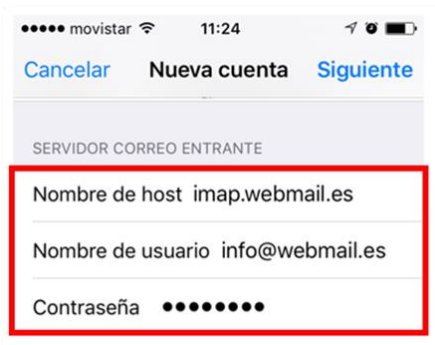 movistar 11:24
Cancelar Nueva cuenta Siguiente
SERVIDOR CORREO ENTRANTE
Nombre de host imap.webmail.es
Nombre de usuario info@webmail.es
Contraseña ●●●●●●●●